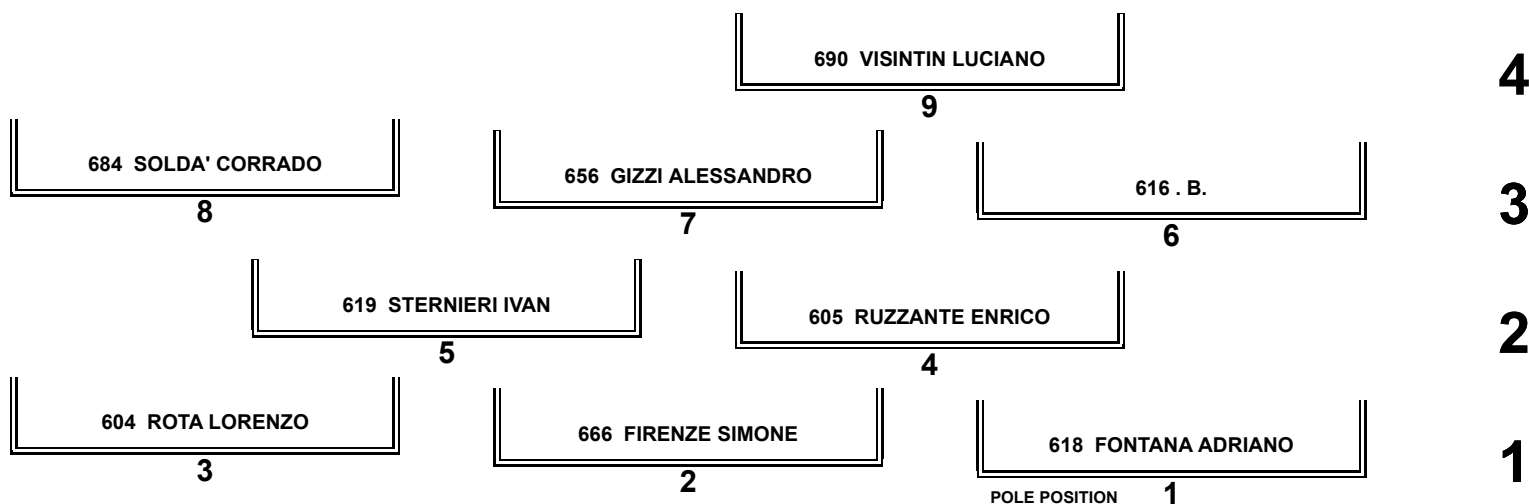 690 VISINTIN LUCIANO
9
4
684 SOLDA' CORRADO
8
656 GIZZI ALESSANDRO
7
616 . B.
6
3
619 STERNIERI IVAN
5
605 RUZZANTE ENRICO
4
2
604 ROTA LORENZO
3
666 FIRENZE SIMONE
2
618 FONTANA ADRIANO
POLE POSITION 1
1